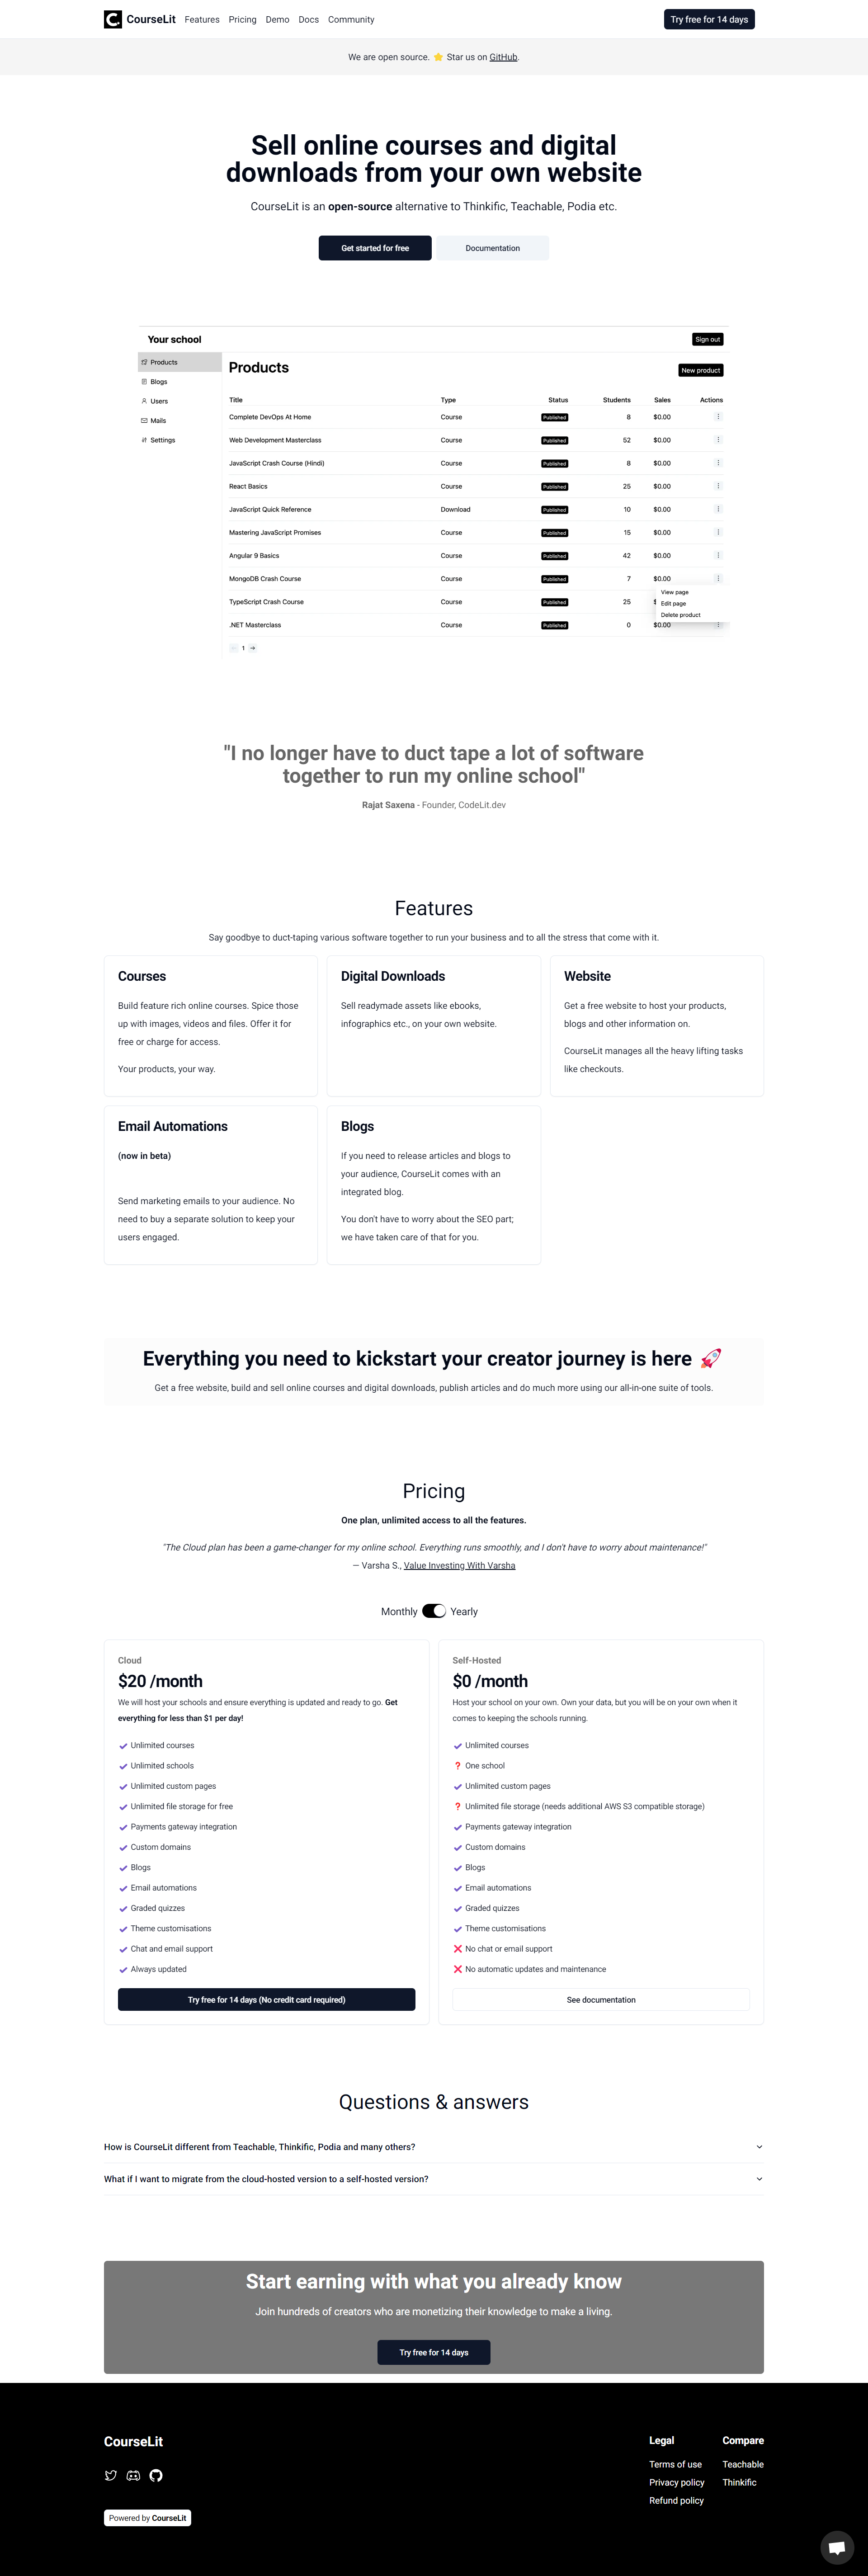 CourseLit Features Pricing Demo Docs Community Try free for 14 days
We are open source. ⭐ Star us on GitHub.
Sell online courses and digital
downloads from your own website
CourseLit is an open-source alternative to Thinkific, Teachable, Podia etc.
Get started for free Documentation
Your school Sign out
Products
Blogs
Users
Mails
Settings
Products New product
Title Type Status Students Sales Actions
Complete DevOps At Home Course Published 8 $0.00
Web Development Masterclass Course Published 52 $0.00
JavaScript Crash Course (Hindi) Course Published 8 $0.00
React Basics Course Published 25 $0.00
JavaScript Quick Reference Download Published 10 $0.00
Mastering JavaScript Promises Course Published 15 $0.00
Angular 9 Basics Course Published 42 $0.00
MongoDB Crash Course Course Published 7 $0.00
TypeScript Crash Course Course Published 25 $
.NET Masterclass Course Published 0 $0.00
View page
Edit page
Delete product
← 1 →
"I no longer have to duct tape a lot of software
together to run my online school"
Rajat Saxena - Founder, CodeLit.dev
Features
Say goodbye to duct-taping various software together to run your business and to all the stress that come with it.
Courses
Build feature rich online courses. Spice those
up with images, videos and files. Offer it for
free or charge for access.
Your products, your way.
Digital Downloads
Sell readymade assets like ebooks,
infographics etc., on your own website.
Website
Get a free website to host your products,
blogs and other information on.
CourseLit manages all the heavy lifting tasks
like checkouts.
Email Automations
(now in beta)
Send marketing emails to your audience. No
need to buy a separate solution to keep your
users engaged.
Blogs
If you need to release articles and blogs to
your audience, CourseLit comes with an
integrated blog.
You don't have to worry about the SEO part;
we have taken care of that for you.
Everything you need to kickstart your creator journey is here 🚀
Get a free website, build and sell online courses and digital downloads, publish articles and do much more using our all-in-one suite of tools.
Pricing
One plan, unlimited access to all the features.
"The Cloud plan has been a game-changer for my online school. Everything runs smoothly, and I don't have to worry about maintenance!"
— Varsha S., Value Investing With Varsha
Monthly Yearly
Cloud
$20 /month
We will host your schools and ensure everything is updated and ready to go. Get
everything for less than $1 per day!
Unlimited courses
Unlimited schools
Unlimited custom pages
Unlimited file storage for free
Payments gateway integration
Custom domains
Blogs
Email automations
Graded quizzes
Theme customisations
Chat and email support
Always updated
Try free for 14 days (No credit card required)
Self-Hosted
$0 /month
Host your school on your own. Own your data, but you will be on your own when it
comes to keeping the schools running.
Unlimited courses
❓ One school
Unlimited custom pages
❓ Unlimited file storage (needs additional AWS S3 compatible storage)
Payments gateway integration
Custom domains
Blogs
Email automations
Graded quizzes
Theme customisations
❌ No chat or email support
❌ No automatic updates and maintenance
See documentation
Questions & answers
How is CourseLit different from Teachable, Thinkific, Podia and many others?
What if I want to migrate from the cloud-hosted version to a self-hosted version?
Start earning with what you already know
Join hundreds of creators who are monetizing their knowledge to make a living.
Try free for 14 days
CourseLit
Powered by CourseLit
Legal
Terms of use
Privacy policy
Refund policy
Compare
Teachable
Thinkific